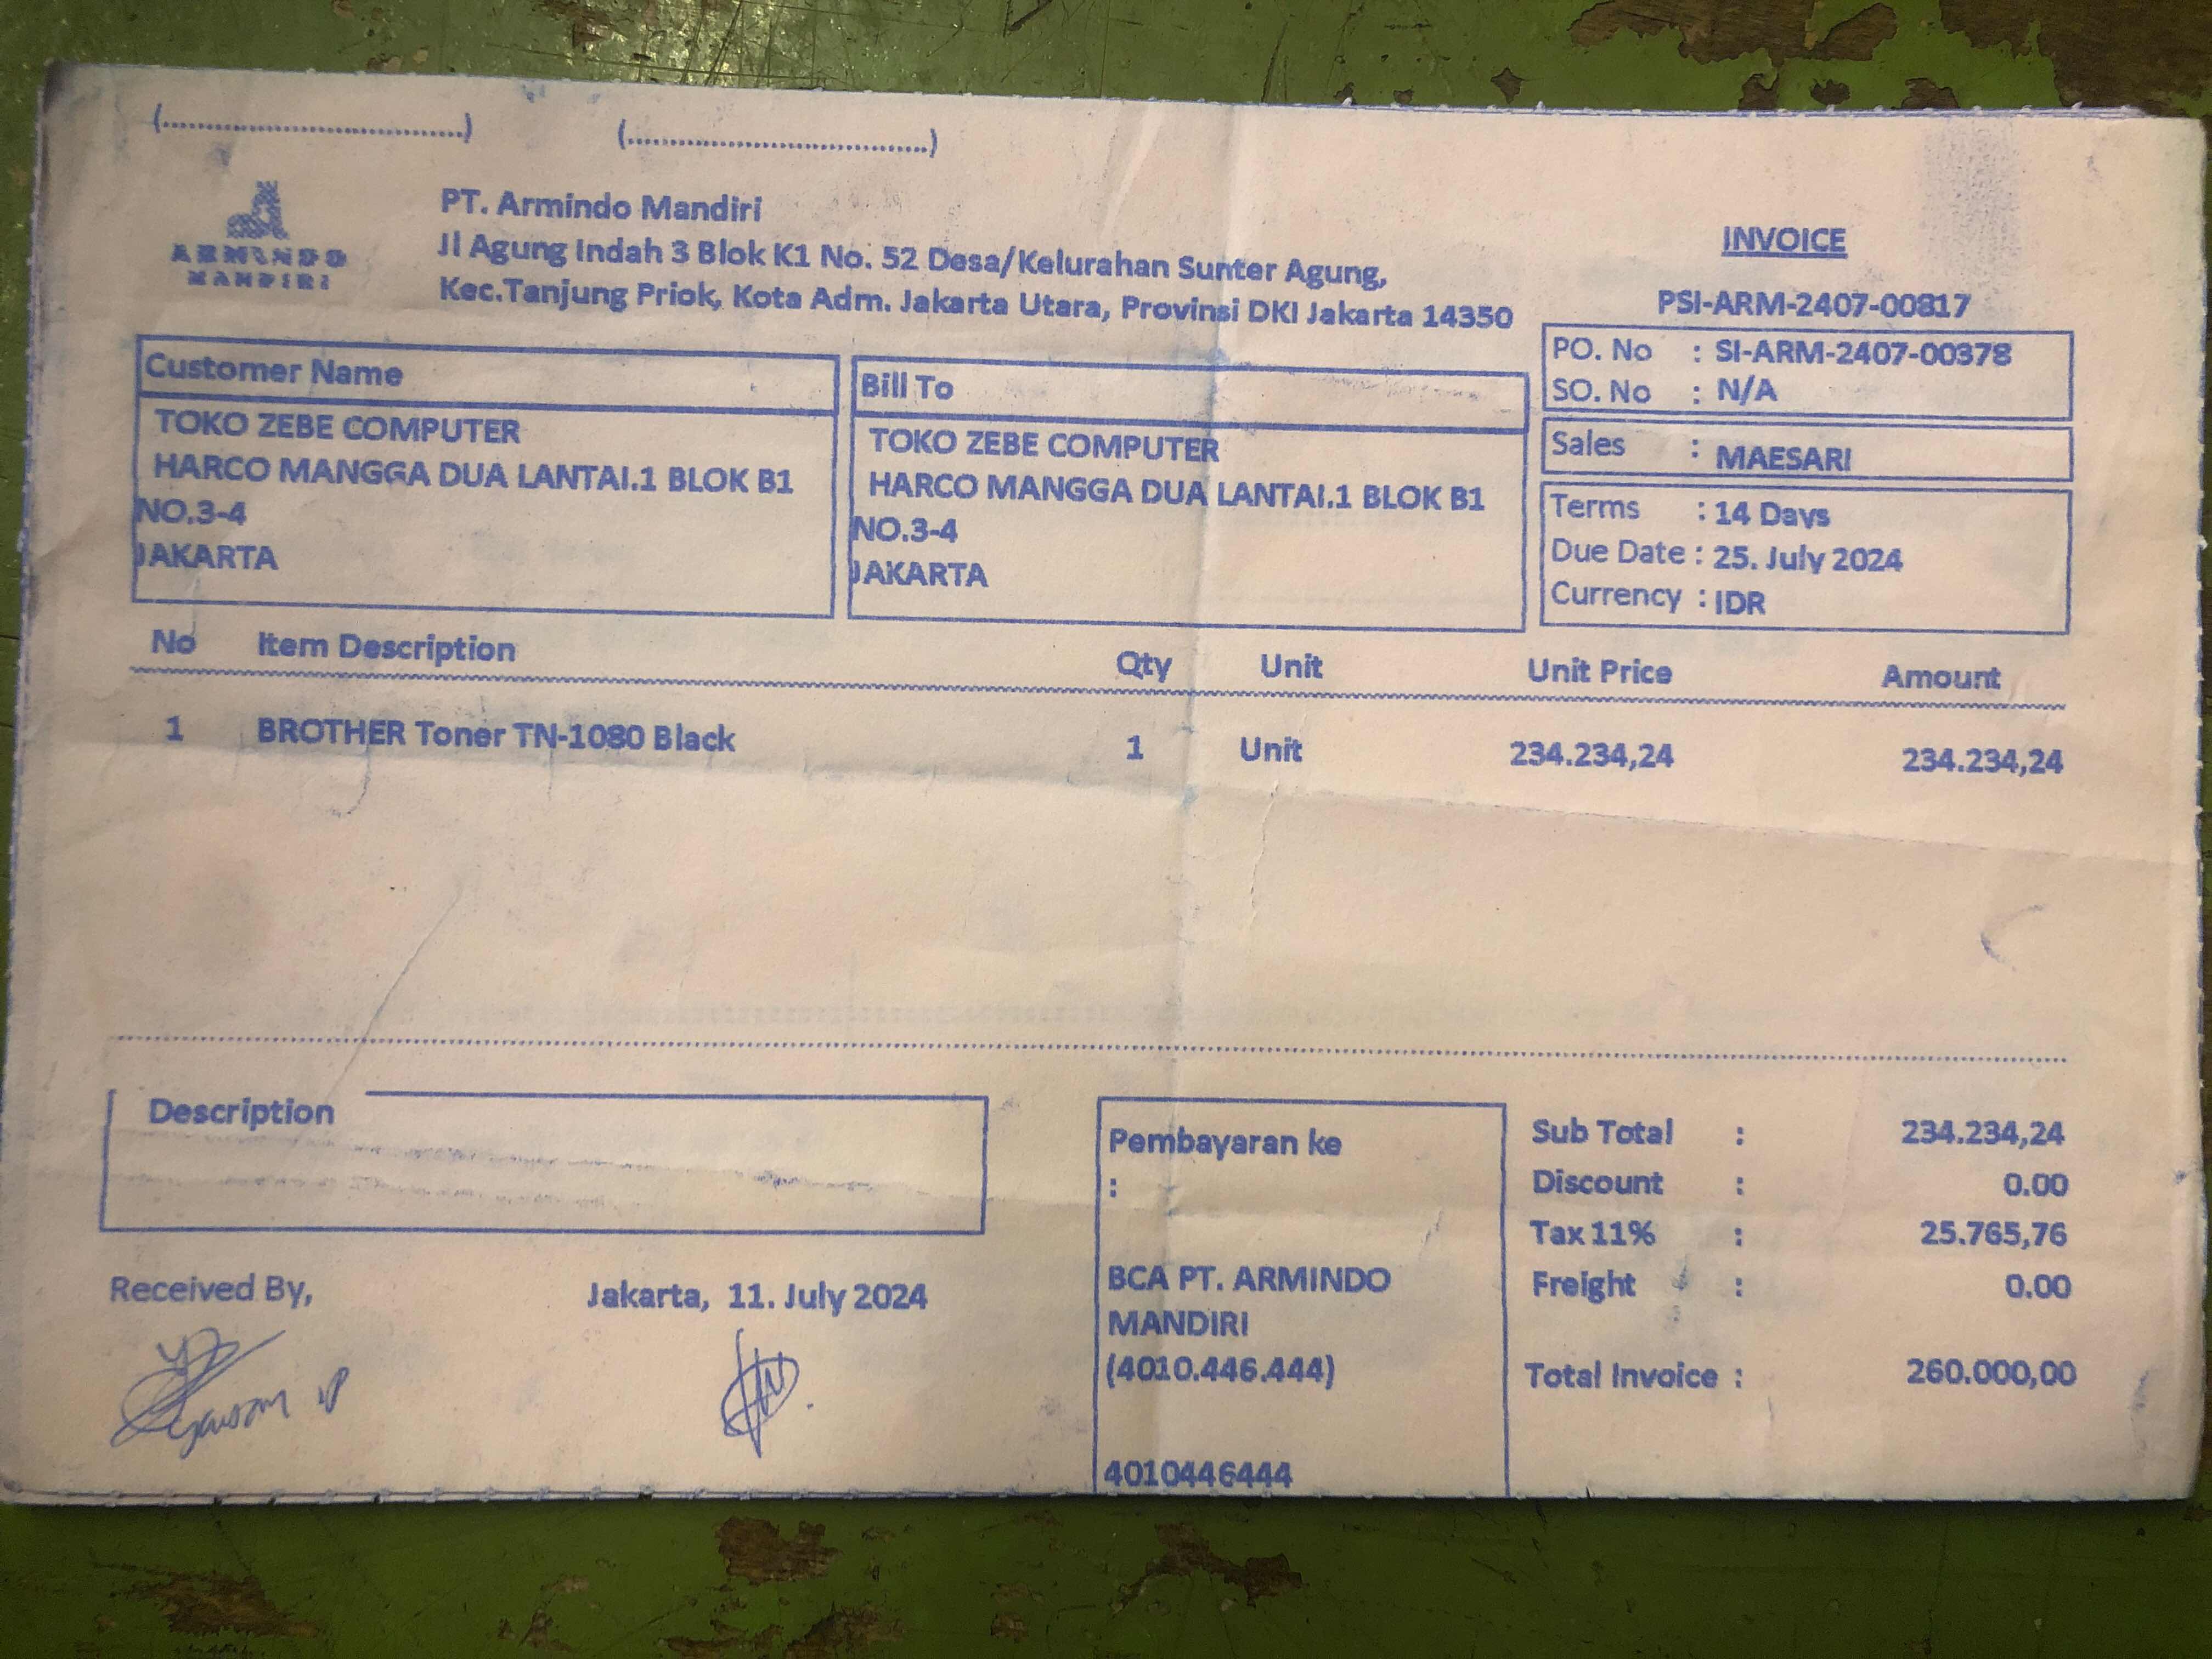 (..................................)
(..................................)
ARMINDO
MANDIRI
PT. Armindo Mandiri
Jl Agung Indah 3 Blok K1 No. 52 Desa/Kelurahan Sunter Agung,
Kec.Tanjung Priok, Kota Adm. Jakarta Utara, Provinsi DKI Jakarta 14350
INVOICE
PSI-ARM-2407-00817
PO. No : SI-ARM-2407-00378
SO. No : N/A
Sales : MAESARI
Terms : 14 Days
Due Date : 25. July 2024
Currency : IDR
Customer Name
TOKO ZEBE COMPUTER
HARCO MANGGA DUA LANTAI.1 BLOK B1
NO.3-4
JAKARTA
Bill To
TOKO ZEBE COMPUTER
HARCO MANGGA DUA LANTAI.1 BLOK B1
NO.3-4
JAKARTA
No Item Description Qty Unit Unit Price Amount
1 BROTHER Toner TN-1080 Black 1 Unit 234.234,24 234.234,24
Description
Received By,
Jakarta, 11. July 2024
Pembayaran ke
:
BCA PT. ARMINDO
MANDIRI
(4010.446.444)
4010446444
Sub Total : 234.234,24
Discount : 0.00
Tax 11% : 25.765,76
Freight : 0.00
Total Invoice : 260.000,00